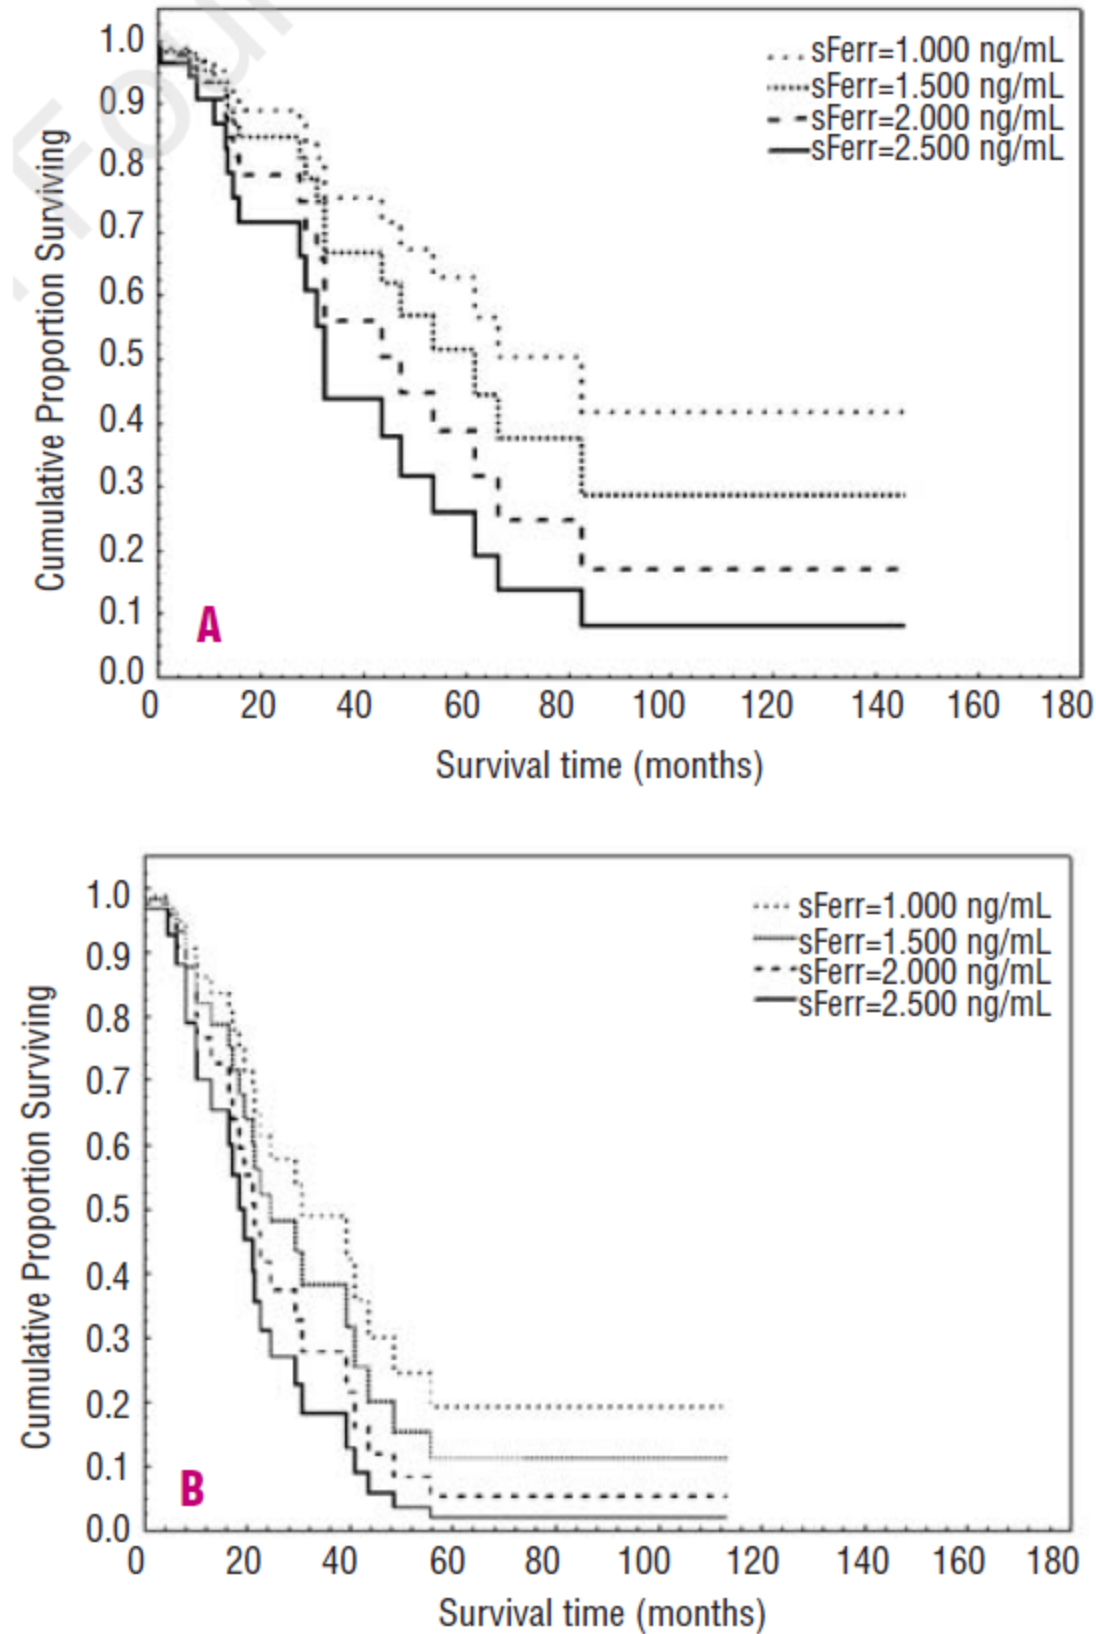 Four
1.0
0.9
0.8
0.7
0.6
0.5
0.4
0.3
0.2
0.1
0.0
Cumulative Proportion Surviving
sFerr=1.000 ng/mL
sFerr=1.500 ng/mL
sFerr=2.000 ng/mL
sFerr=2.500 ng/mL
A
0 20 40 60 80 100 120 140 160 180
Survival time (months)
1.0
0.9
0.8
0.7
0.6
0.5
0.4
0.3
0.2
0.1
0.0
Cumulative Proportion Surviving
sFerr=1.000 ng/mL
sFerr=1.500 ng/mL
sFerr=2.000 ng/mL
sFerr=2.500 ng/mL
B
0 20 40 60 80 100 120 140 160 180
Survival time (months)